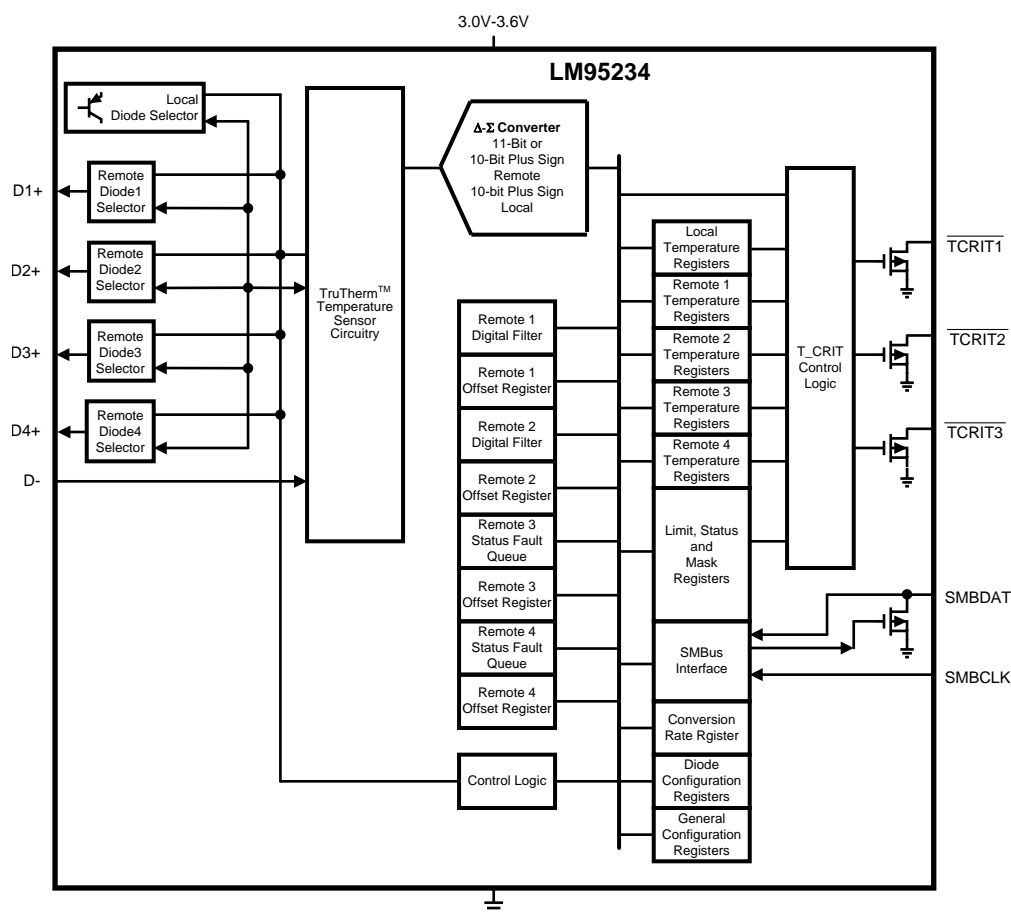 3.0V-3.6V
LM95234
Local
Diode Selector
Remote
Diode1
Selector
Remote
Diode2
Selector
Remote
Diode3
Selector
Remote
Diode4
Selector
D1+
D2+
D3+
D4+
D-
TruTherm™
Temperature
Sensor
Circuitry
Δ-Σ Converter
11-Bit or
10-Bit Plus Sign
Remote
10-bit Plus Sign
Local
Remote 1
Digital Filter
Remote 1
Offset Register
Remote 2
Digital Filter
Remote 2
Offset Register
Remote 3
Status Fault
Queue
Remote 3
Offset Register
Remote 4
Status Fault
Queue
Remote 4
Offset Register
Control Logic
Local
Temperature
Registers
Remote 1
Temperature
Registers
Remote 2
Temperature
Registers
Remote 3
Temperature
Registers
Remote 4
Temperature
Registers
Limit, Status
and
Mask
Registers
SMBus
Interface
Conversion
Rate Rgister
Diode
Configuration
Registers
General
Configuration
Registers
T_CRIT
Control
Logic
TCRIT1
TCRIT2
TCRIT3
SMBDAT
SMBCLK